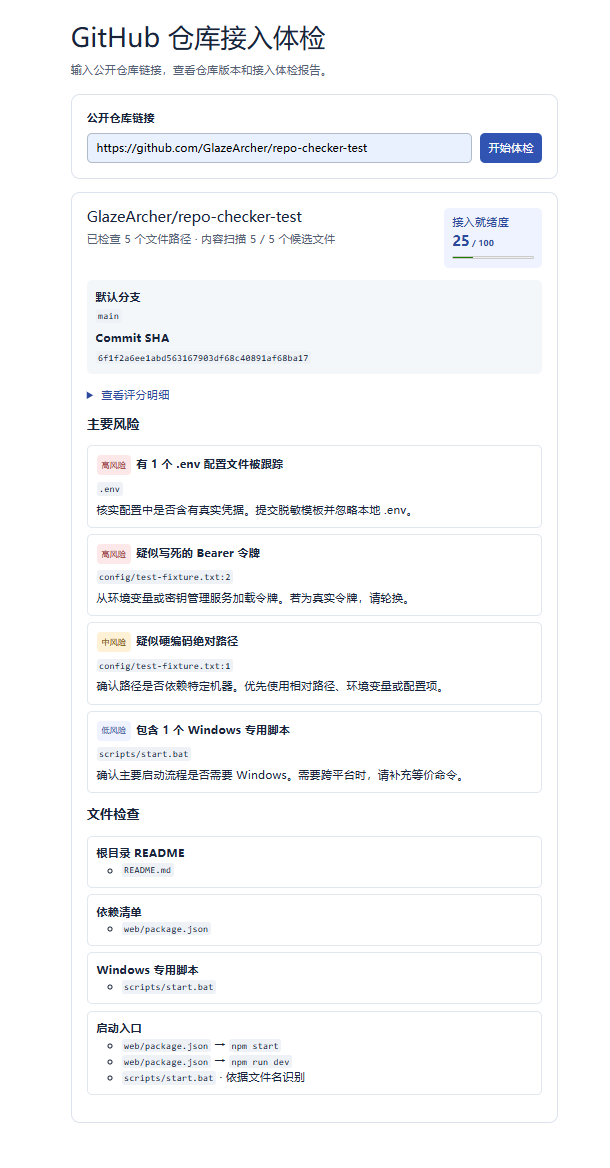 GitHub 仓库接入体检
输入公开仓库链接，查看仓库版本和接入体检报告。
公开仓库链接
https://github.com/GlazeArcher/repo-checker-test
开始体检
GlazeArcher/repo-checker-test
已检查 5 个文件路径 · 内容扫描 5 / 5 个候选文件
接入就绪度
25 / 100
默认分支
main
Commit SHA
6f1f2a6ee1abd563167903df68c40891af68ba17
查看评分明细
主要风险
高风险 有 1 个 .env 配置文件被跟踪
.env
核实配置中是否含有真实凭据。提交脱敏模板并忽略本地 .env。
高风险 疑似写死的 Bearer 令牌
config/test-fixture.txt:2
从环境变量或密钥管理服务加载令牌。若为真实令牌，请轮换。
中风险 疑似硬编码绝对路径
config/test-fixture.txt:1
确认路径是否依赖特定机器。优先使用相对路径、环境变量或配置项。
低风险 包含 1 个 Windows 专用脚本
scripts/start.bat
确认主要启动流程是否需要 Windows。需要跨平台时，请补充等价命令。
文件检查
根目录 README
README.md
依赖清单
web/package.json
Windows 专用脚本
scripts/start.bat
启动入口
web/package.json → npm start
web/package.json → npm run dev
scripts/start.bat · 依据文件名识别